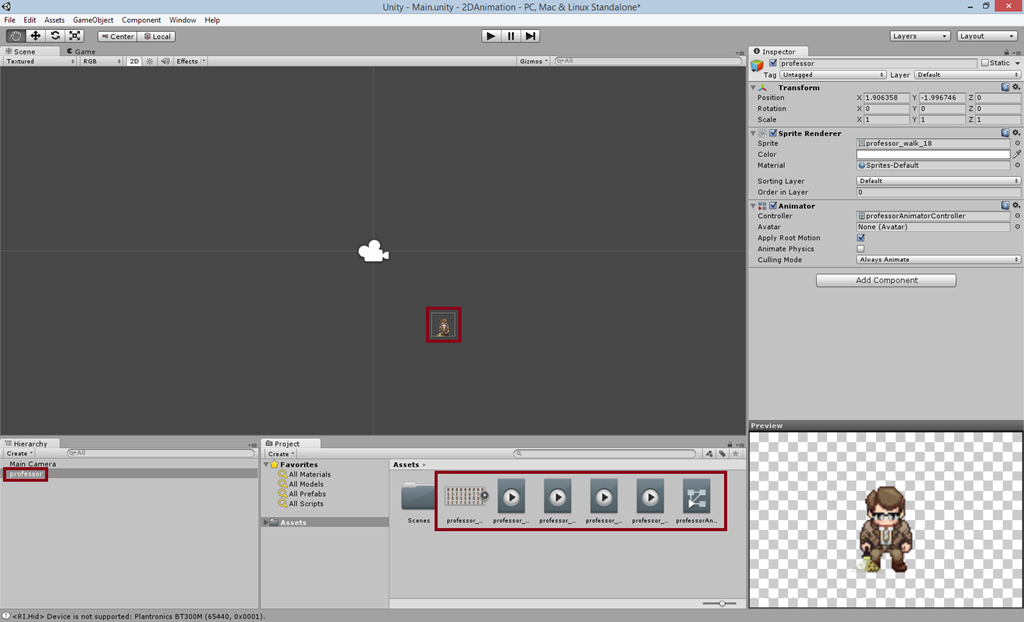 Unity - Main.unity - 2DAnimation - PC, Mac & Linux Standalone*
File Edit Assets GameObject Component Window Help
Center Local Layers Layout
Scene Game
Textured RGB 2D Effects Gizmos All
Inspector
professor Static
Tag Untagged Layer Default
Transform
Position X 1.906358 Y -1.996746 Z 0
Rotation X 0 Y 0 Z 0
Scale X 1 Y 1 Z 1
Sprite Renderer
Sprite professor_walk_18
Color
Material Sprites-Default
Sorting Layer Default
Order in Layer 0
Animator
Controller professorAnimatorController
Avatar None (Avatar)
Apply Root Motion
Animate Physics
Culling Mode Always Animate
Add Component
Preview
Hierarchy
Create All
Main Camera
professor
Project
Create
Favorites
All Materials
All Models
All Prefabs
All Scripts
Assets
Assets
Scenes professor_... professor_... professor_... professor_... professor_... professorAn...
<RI.Hid> Device is not supported: Plantronics BT300M (65440, 0x0001).